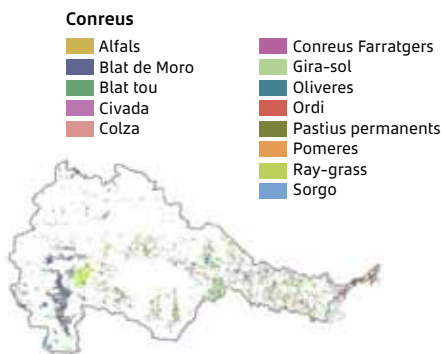 Conreus
Alfals
Blat de Moro
Blat tou
Civada
Colza
Conreus Farratgers
Gira-sol
Oliveres
Ordi
Pastius permanents
Pomeres
Ray-grass
Sorgo